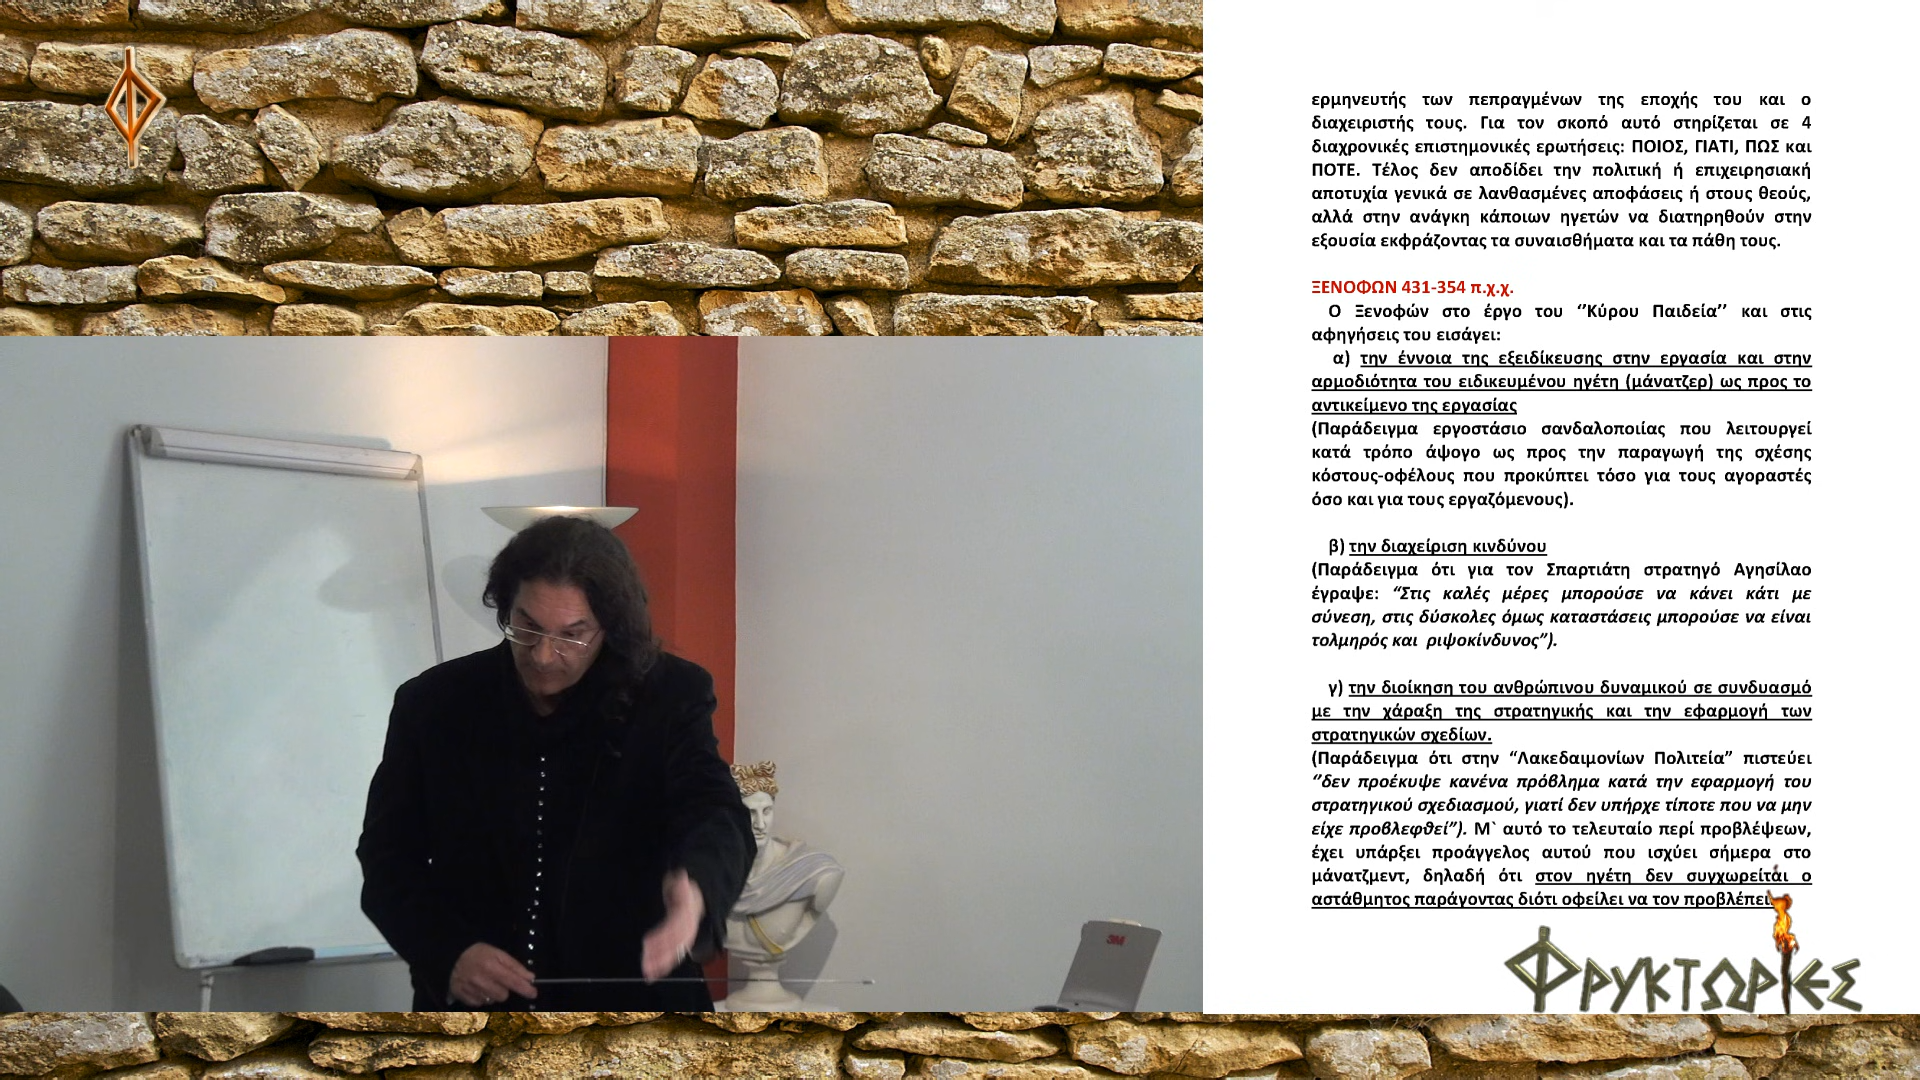 ερμηνευτής των πεπραγμένων της εποχής του και ο
διαχειριστής τους. Για τον σκοπό αυτό στηρίζεται σε 4
διαχρονικές επιστημονικές ερωτήσεις: ΠΟΙΟΣ, ΓΙΑΤΙ, ΠΩΣ και
ΠΟΤΕ. Τέλος δεν αποδίδει την πολιτική ή επιχειρησιακή
αποτυχία γενικά σε λανθασμένες αποφάσεις ή στους θεούς,
αλλά στην ανάγκη κάποιων ηγετών να διατηρηθούν στην
εξουσία εκφράζοντας τα συναισθήματα και τα πάθη τους.
ΞΕΝΟΦΩΝ 431-354 π.χ.χ.
Ο Ξενοφών στο έργο του ‘’Κύρου Παιδεία’’ και στις
αφηγήσεις του εισάγει:
α) την έννοια της εξειδίκευσης στην εργασία και στην
αρμοδιότητα του ειδικευμένου ηγέτη (μάνατζερ) ως προς το
αντικείμενο της εργασίας
(Παράδειγμα εργοστάσιο σανδαλοποιίας που λειτουργεί
κατά τρόπο άψογο ως προς την παραγωγή της σχέσης
κόστους-οφέλους που προκύπτει τόσο για τους αγοραστές
όσο και για τους εργαζόμενους).
β) την διαχείριση κινδύνου
(Παράδειγμα ότι για τον Σπαρτιάτη στρατηγό Αγησίλαο
έγραψε: “Στις καλές μέρες μπορούσε να κάνει κάτι με
σύνεση, στις δύσκολες όμως καταστάσεις μπορούσε να είναι
τολμηρός και ριψοκίνδυνος”).
γ) την διοίκηση του ανθρώπινου δυναμικού σε συνδυασμό
με την χάραξη της στρατηγικής και την εφαρμογή των
στρατηγικών σχεδίων.
(Παράδειγμα ότι στην “Λακεδαιμονίων Πολιτεία” πιστεύει
‘’δεν προέκυψε κανένα πρόβλημα κατά την εφαρμογή του
στρατηγικού σχεδιασμού, γιατί δεν υπήρχε τίποτε που να μην
είχε προβλεφθεί”). Μ` αυτό το τελευταίο περί προβλέψεων,
έχει υπάρξει προάγγελος αυτού που ισχύει σήμερα στο
μάνατζμεντ, δηλαδή ότι στον ηγέτη δεν συγχωρείται ο
αστάθμητος παράγοντας διότι οφείλει να τον προβλέπει
3M
ΦΡΥΚΤΩΡΙΕΣ